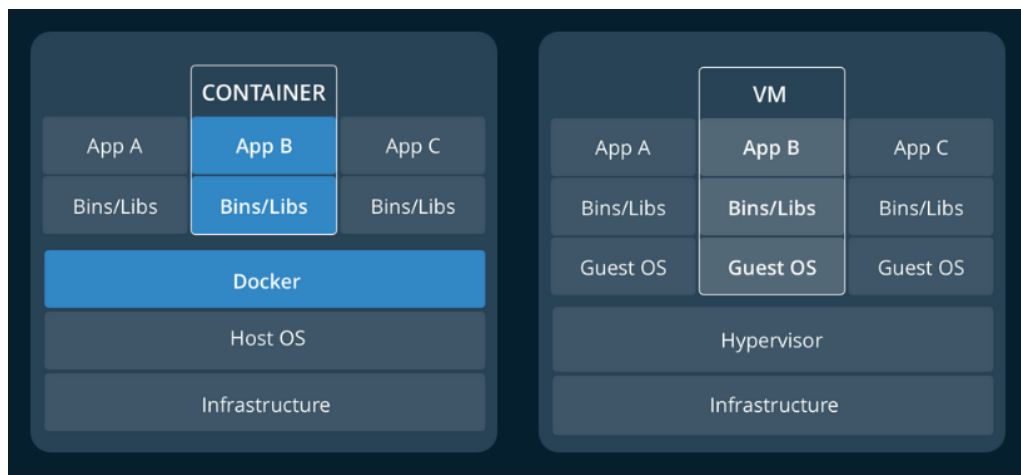 CONTAINER
App A App B App C
Bins/Libs Bins/Libs Bins/Libs
Docker
Host OS
Infrastructure
VM
App A App B App C
Bins/Libs Bins/Libs Bins/Libs
Guest OS Guest OS Guest OS
Hypervisor
Infrastructure